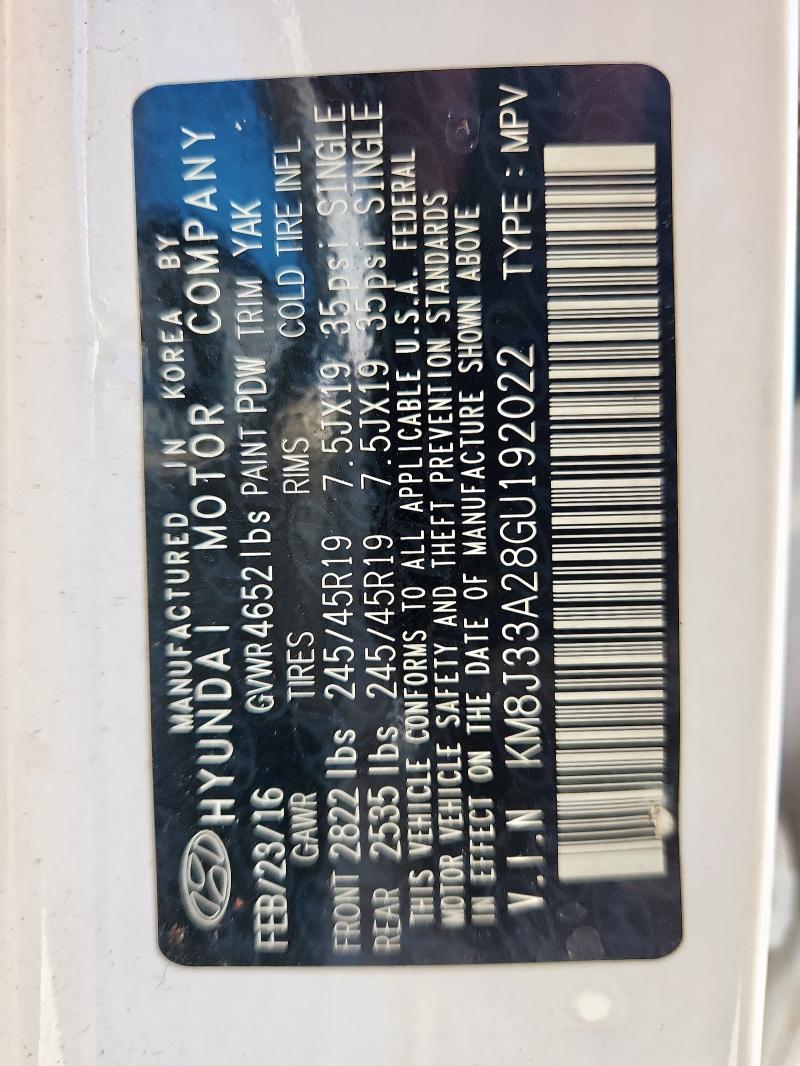 MANUFACTURED IN KOREA BY
HYUNDAI MOTOR COMPANY
FEB/23/16 GVWR 4652 lbs PAINT PDW TRIM YAK
GAWR TIRES RIMS COLD TIRE INFL
FRONT 2822 lbs 245/45R19 7.5JX19 35psi SINGLE
REAR 2535 lbs 245/45R19 7.5JX19 35psi SINGLE
THIS VEHICLE CONFORMS TO ALL APPLICABLE U.S.A. FEDERAL
MOTOR VEHICLE SAFETY AND THEFT PREVENTION STANDARDS
IN EFFECT ON THE DATE OF MANUFACTURE SHOWN ABOVE
V.I.N KM8J33A28GU192022 TYPE : MPV